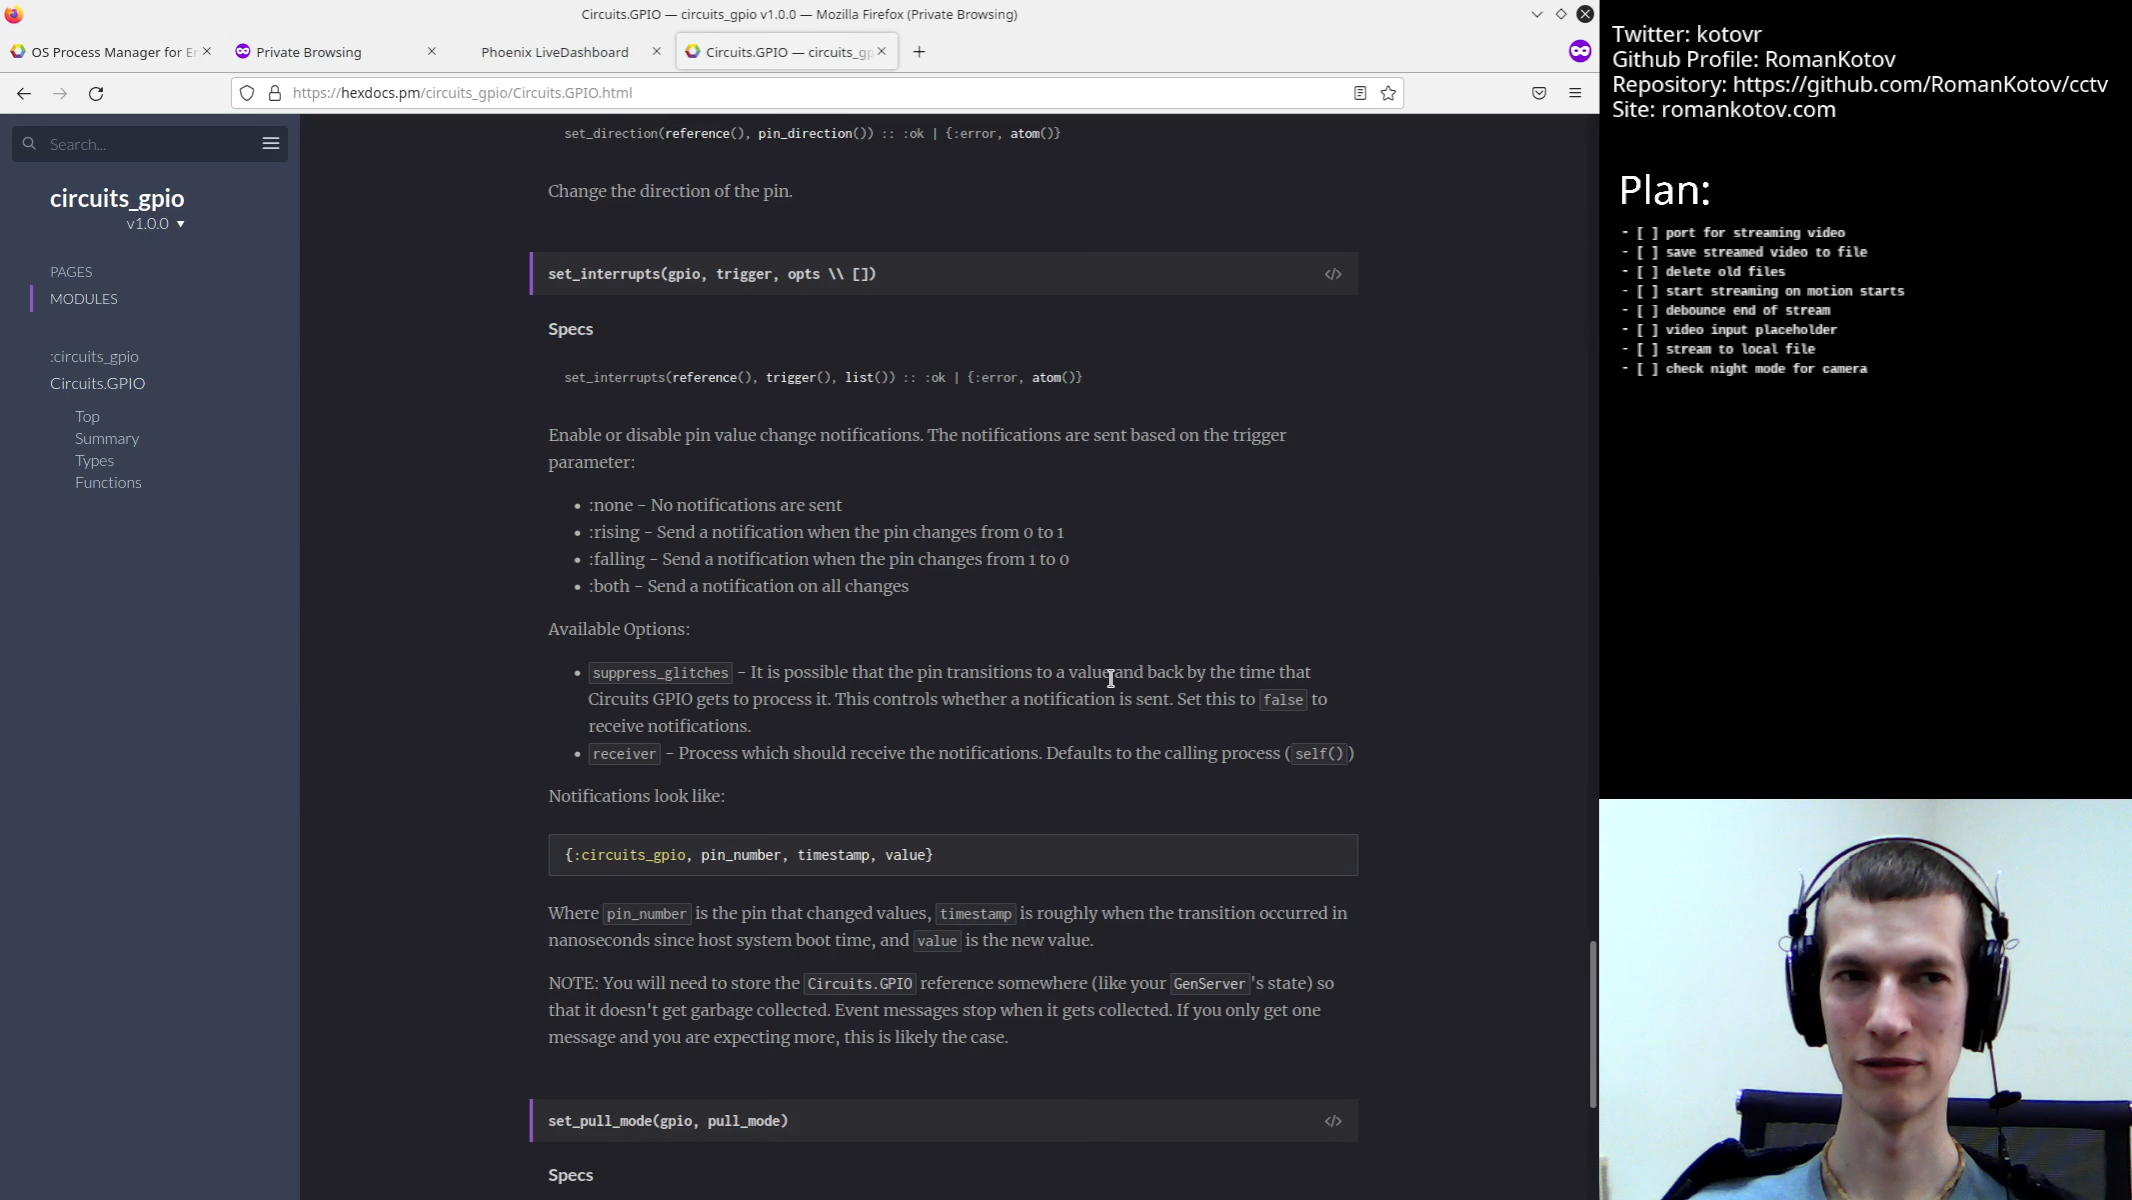 Circuits.GPIO — circuits_gpio v1.0.0 — Mozilla Firefox (Private Browsing)
OS Process Manager for Er
Private Browsing
Phoenix LiveDashboard
Circuits.GPIO — circuits_gp
https://hexdocs.pm/circuits_gpio/Circuits.GPIO.html
Search...
circuits_gpio
v1.0.0 ▼
PAGES
MODULES
:circuits_gpio
Circuits.GPIO
Top
Summary
Types
Functions
set_direction(reference(), pin_direction()) :: :ok | {:error, atom()}
Change the direction of the pin.
set_interrupts(gpio, trigger, opts \\ [])
</>
Specs
set_interrupts(reference(), trigger(), list()) :: :ok | {:error, atom()}
Enable or disable pin value change notifications. The notifications are sent based on the trigger
parameter:
• :none - No notifications are sent
• :rising - Send a notification when the pin changes from 0 to 1
• :falling - Send a notification when the pin changes from 1 to 0
• :both - Send a notification on all changes
Available Options:
• suppress_glitches - It is possible that the pin transitions to a value and back by the time that
Circuits GPIO gets to process it. This controls whether a notification is sent. Set this to false to
receive notifications.
• receiver - Process which should receive the notifications. Defaults to the calling process (self())
Notifications look like:
{:circuits_gpio, pin_number, timestamp, value}
Where pin_number is the pin that changed values, timestamp is roughly when the transition occurred in
nanoseconds since host system boot time, and value is the new value.
NOTE: You will need to store the Circuits.GPIO reference somewhere (like your GenServer's state) so
that it doesn't get garbage collected. Event messages stop when it gets collected. If you only get one
message and you are expecting more, this is likely the case.
set_pull_mode(gpio, pull_mode)
</>
Specs
Twitter: kotovr
Github Profile: RomanKotov
Repository: https://github.com/RomanKotov/cctv
Site: romankotov.com
Plan:
- [ ] port for streaming video
- [ ] save streamed video to file
- [ ] delete old files
- [ ] start streaming on motion starts
- [ ] debounce end of stream
- [ ] video input placeholder
- [ ] stream to local file
- [ ] check night mode for camera